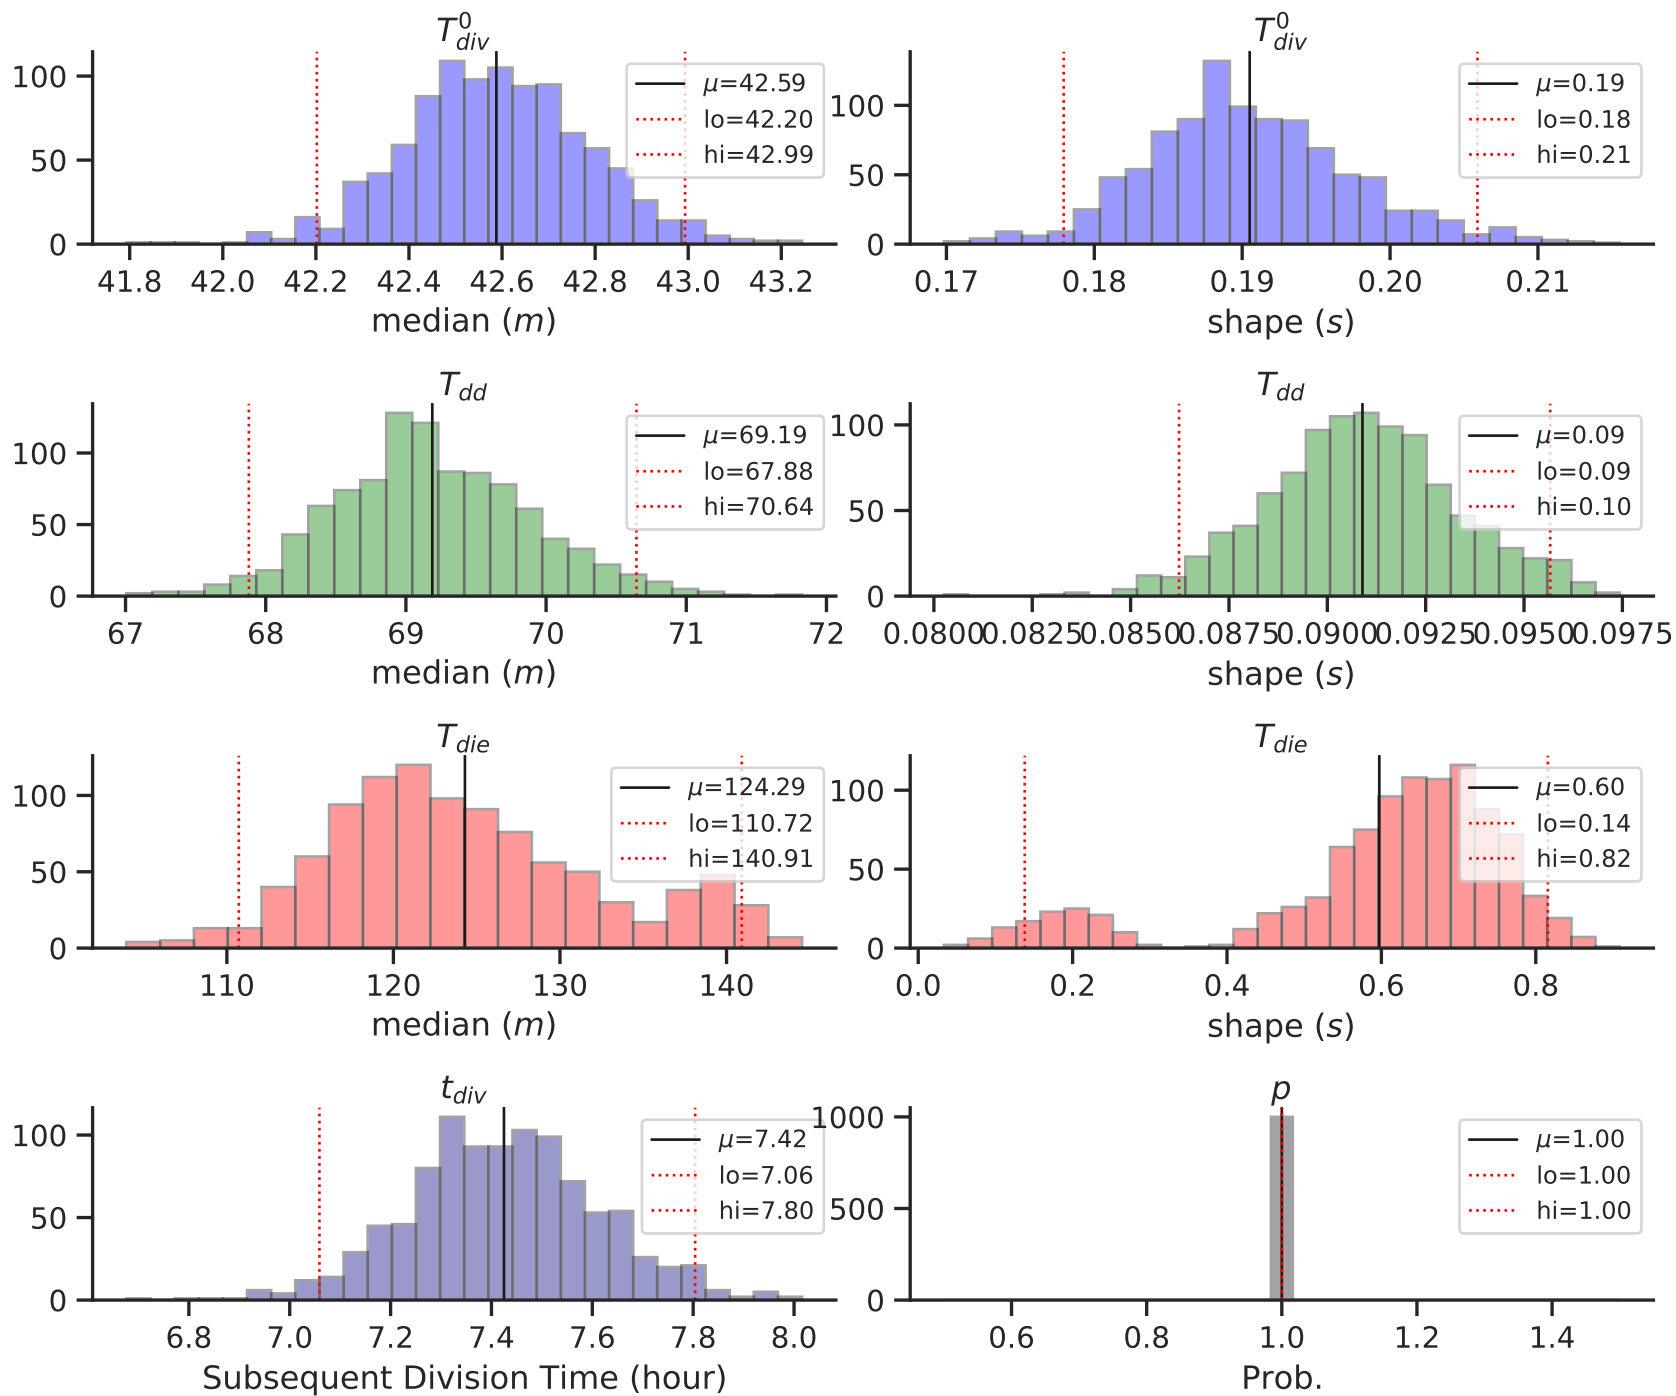 T⁰div
100
50
0
μ=42.59
lo=42.20
hi=42.99
41.8 42.0 42.2 42.4 42.6 42.8 43.0 43.2
median (m)
T⁰div
100
50
0
μ=0.19
lo=0.18
hi=0.21
0.17 0.18 0.19 0.20 0.21
shape (s)
Tdd
100
50
0
μ=69.19
lo=67.88
hi=70.64
67 68 69 70 71 72
median (m)
Tdd
100
50
0
μ=0.09
lo=0.09
hi=0.10
0.0800 0.0825 0.0850 0.0875 0.0900 0.0925 0.0950 0.0975
shape (s)
Tdie
100
50
0
μ=124.29
lo=110.72
hi=140.91
110 120 130 140
median (m)
Tdie
100
50
0
μ=0.60
lo=0.14
hi=0.82
0.0 0.2 0.4 0.6 0.8
shape (s)
tdiv
100
50
0
μ=7.42
lo=7.06
hi=7.80
6.8 7.0 7.2 7.4 7.6 7.8 8.0
Subsequent Division Time (hour)
p
1000
500
0
μ=1.00
lo=1.00
hi=1.00
0.6 0.8 1.0 1.2 1.4
Prob.